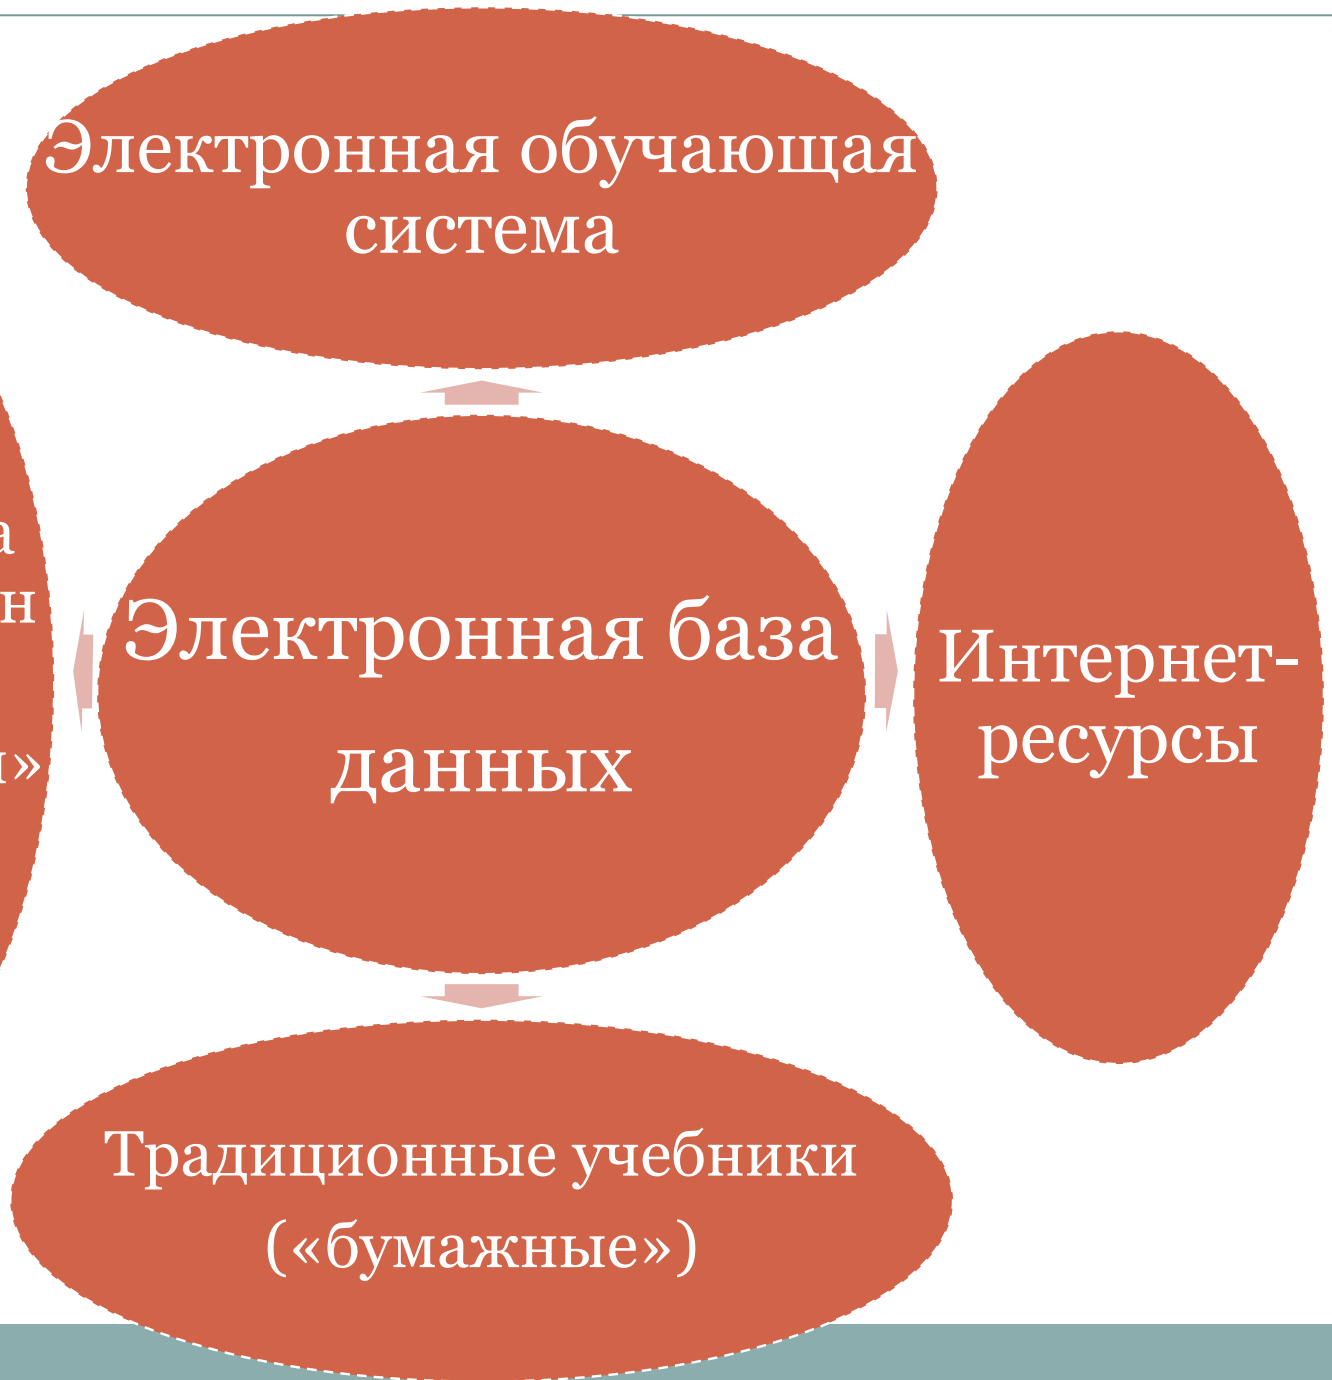 Электронная обучающая
система
Электронная база
данных
Интернет-
ресурсы
Традиционные учебники
(«бумажные»)